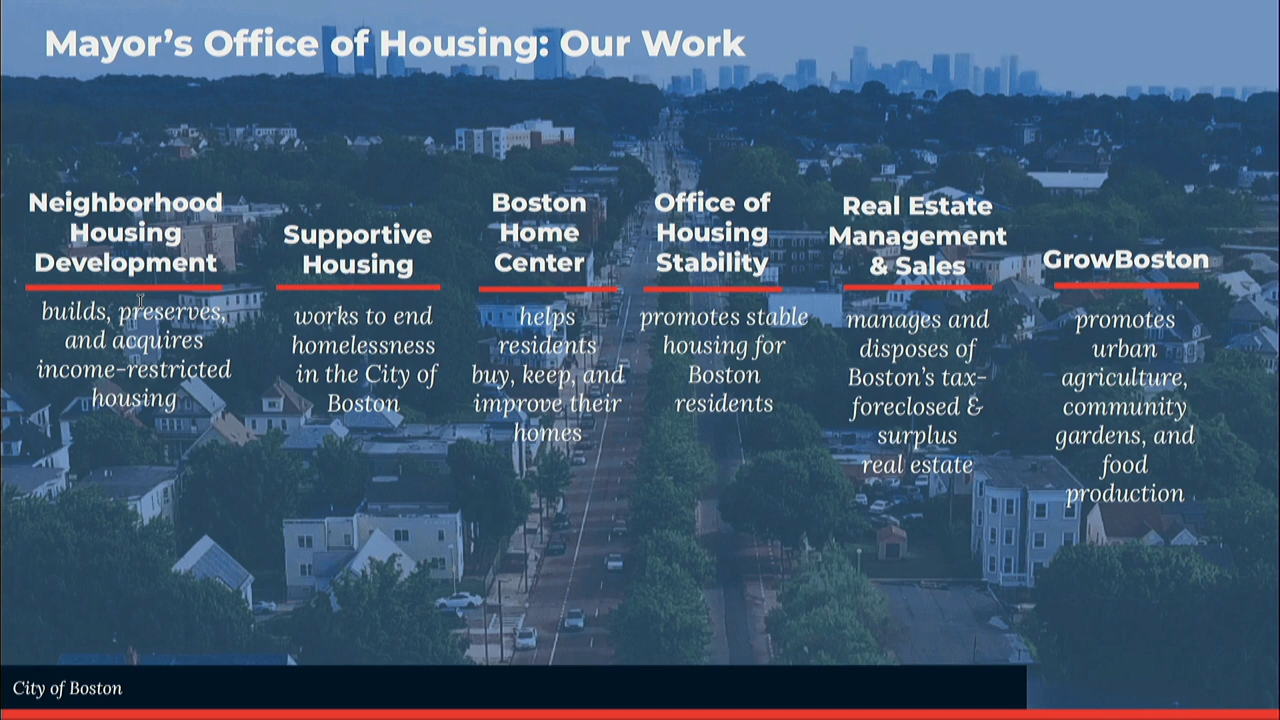 Mayor's Office of Housing: Our Work
Neighborhood
Housing
Development
builds, preserves,
and acquires
income-restricted
housing
Supportive
Housing
works to end
homelessness
in the City of
Boston
Boston
Home
Center
helps
residents
buy, keep, and
improve their
homes
Office of
Housing
Stability
promotes stable
housing for
Boston
residents
Real Estate
Management
& Sales
manages and
disposes of
Boston's tax-
foreclosed &
surplus
real estate
GrowBoston
promotes
urban
agriculture,
community
gardens, and
food
production
City of Boston